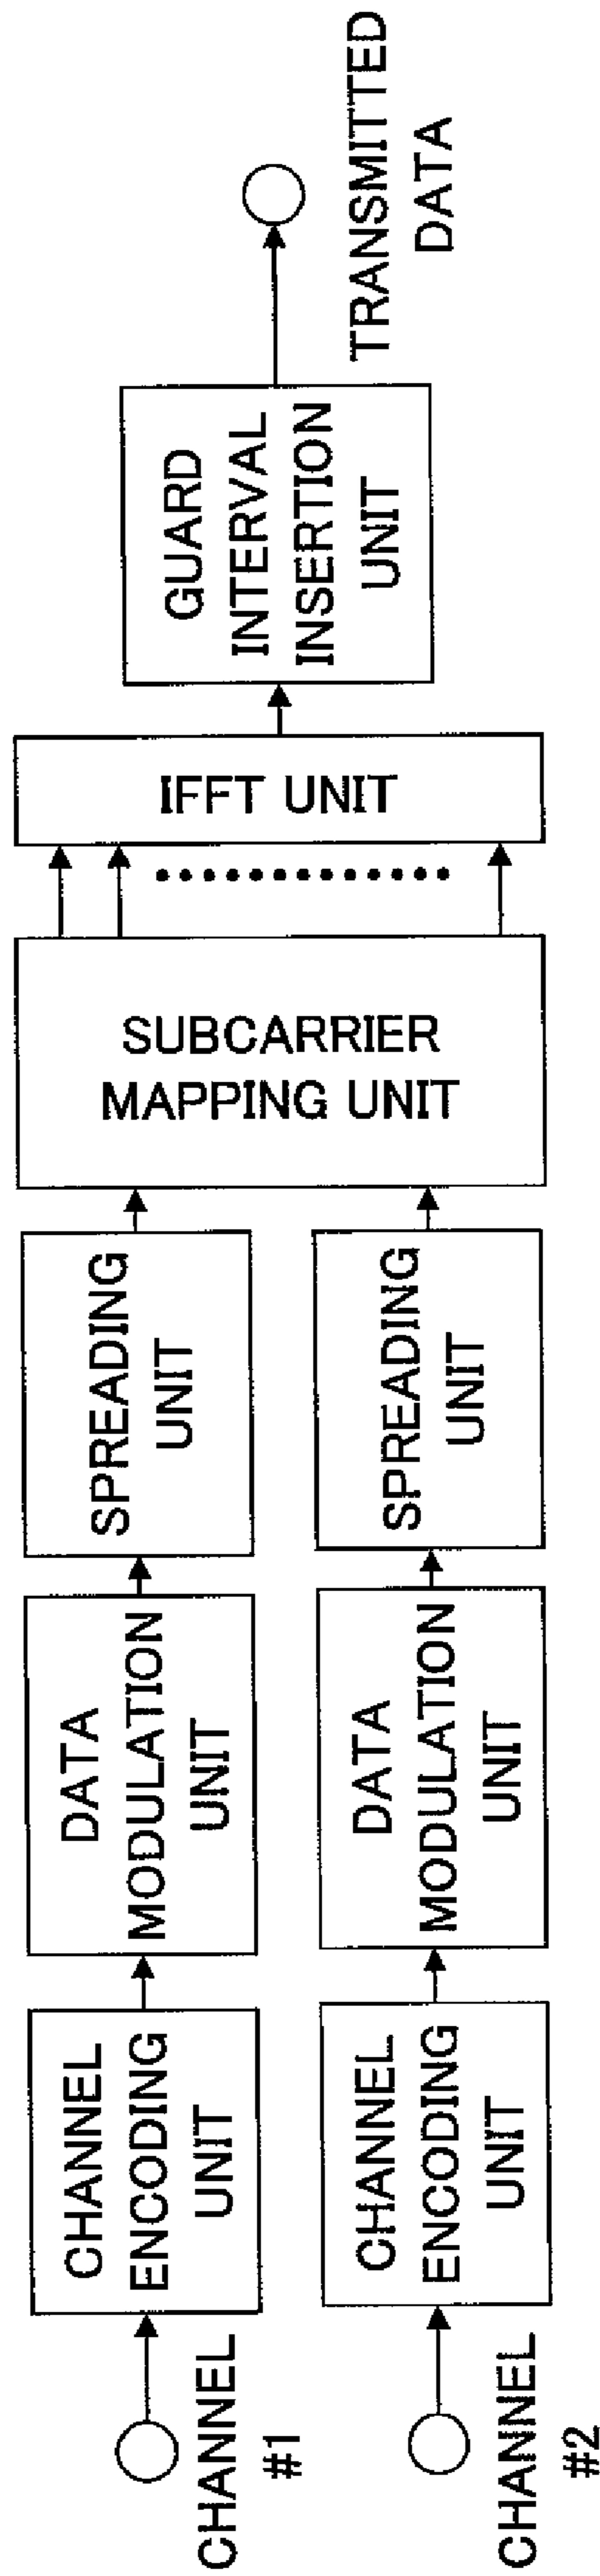 CHANNEL
#1
CHANNEL
ENCODING
UNIT
DATA
MODULATION
UNIT
SPREADING
UNIT
CHANNEL
#2
CHANNEL
ENCODING
UNIT
DATA
MODULATION
UNIT
SPREADING
UNIT
SUBCARRIER
MAPPING UNIT
IFFT UNIT
GUARD
INTERVAL
INSERTION
UNIT
TRANSMITTED
DATA